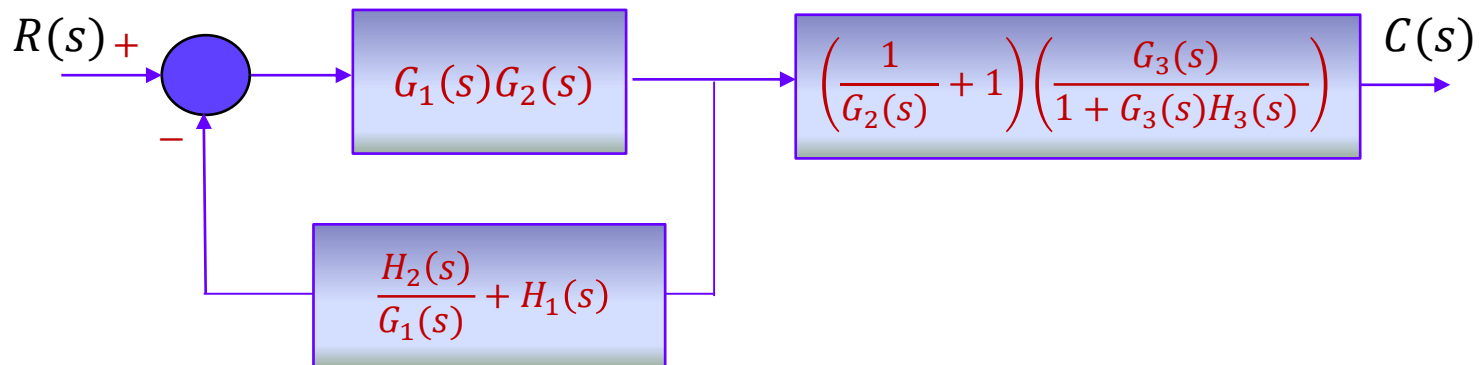 R(s) + G₁(s)G₂(s) (1/G₂(s) + 1)(G₃(s)/(1 + G₃(s)H₃(s))) C(s)
−
H₂(s)/G₁(s) + H₁(s)